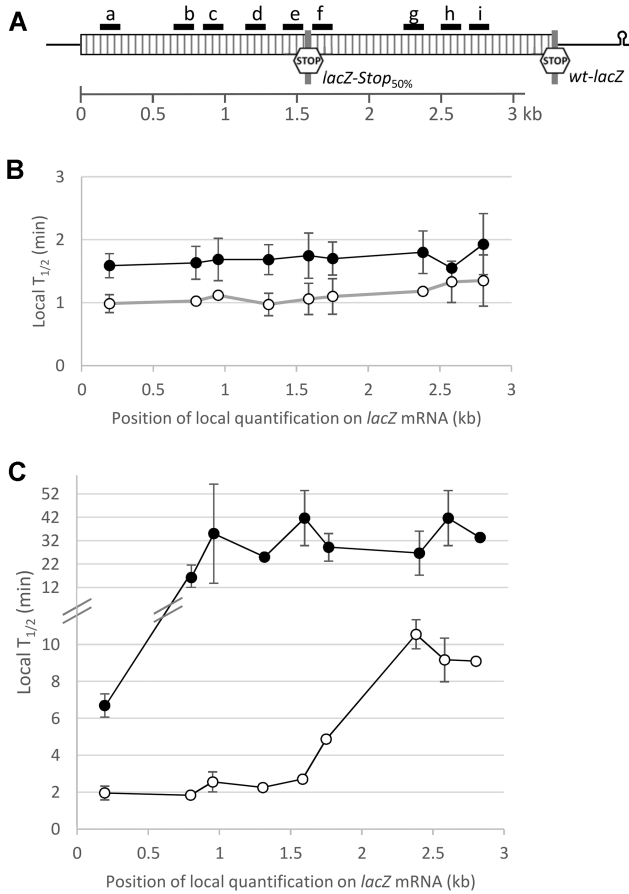 A
a b c d e f g h i
STOP STOP
lacZ-Stop50% wt-lacZ
0 0.5 1 1.5 2 2.5 3 kb
B
3
2
1
0
Local T1/2 (min)
0 0.5 1 1.5 2 2.5 3
Position of local quantification on lacZ mRNA (kb)
C
52
42
32
22
12
10
8
6
4
2
0
Local T1/2 (min)
0 0.5 1 1.5 2 2.5 3
Position of local quantification on lacZ mRNA (kb)